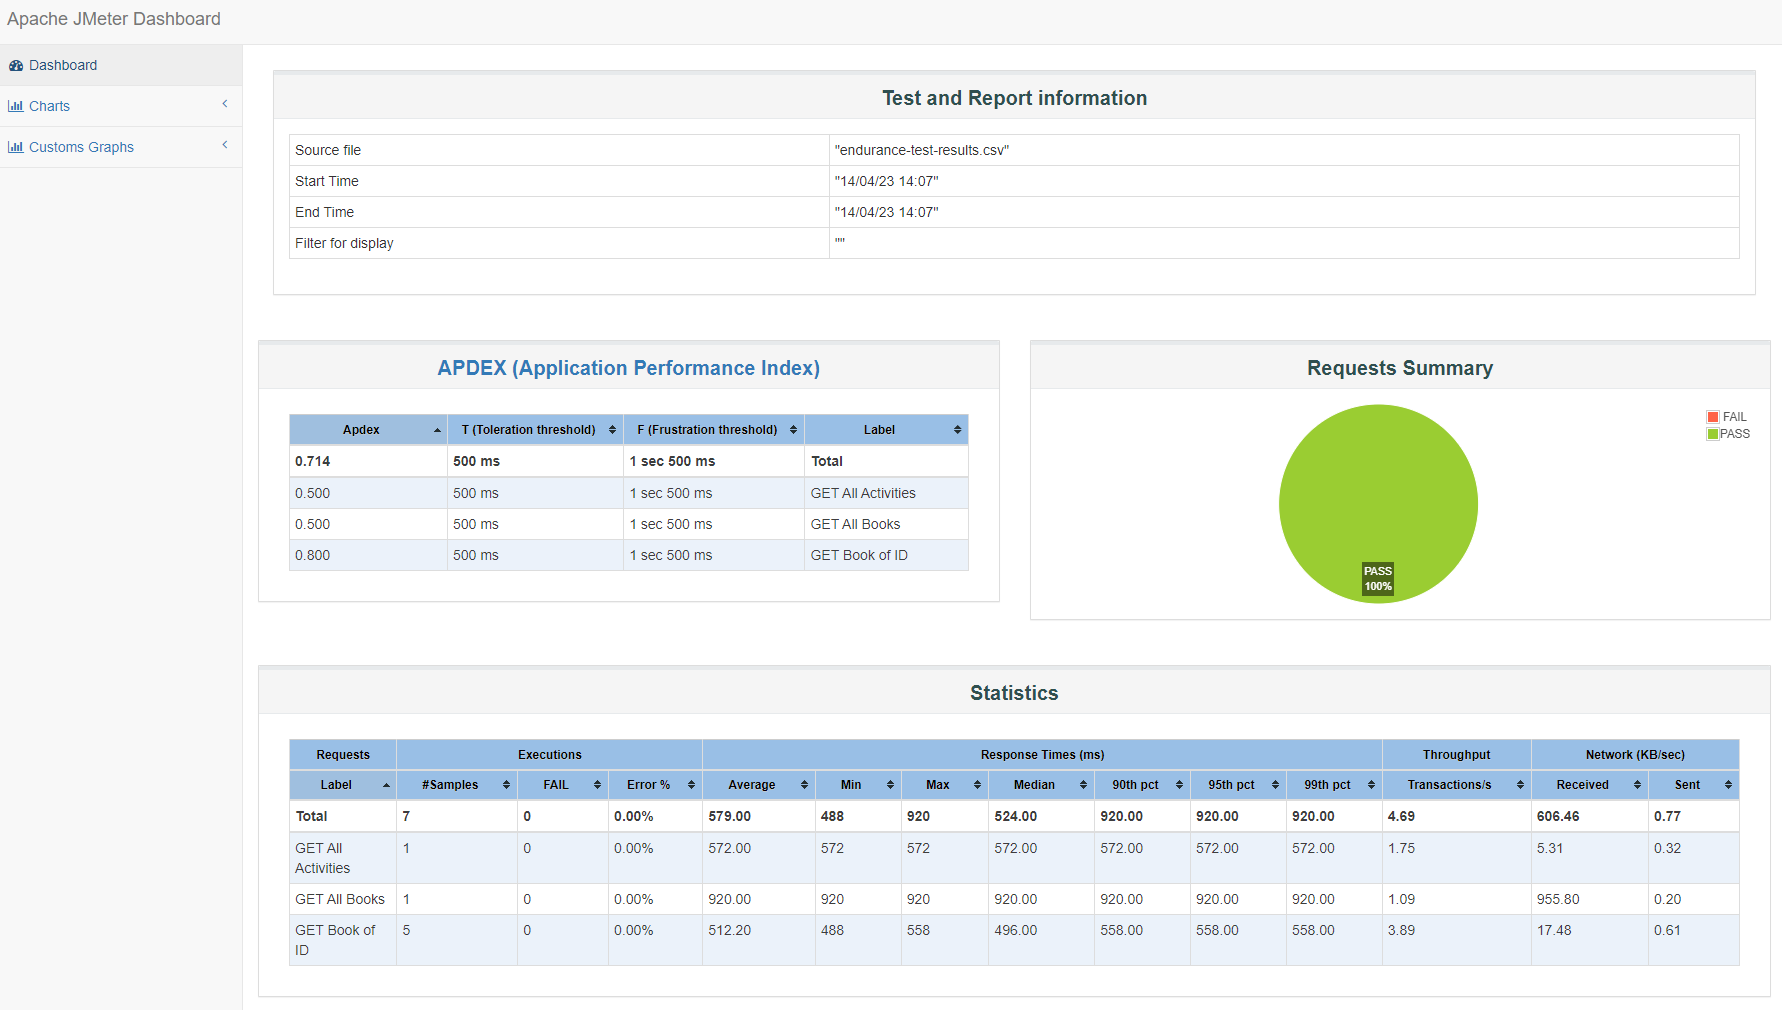 Apache JMeter Dashboard
Dashboard
Charts
Customs Graphs
Test and Report information
Source file "endurance-test-results.csv"
Start Time "14/04/23 14:07"
End Time "14/04/23 14:07"
Filter for display ""
APDEX (Application Performance Index)
Apdex T (Toleration threshold) F (Frustration threshold) Label
0.714 500 ms 1 sec 500 ms Total
0.500 500 ms 1 sec 500 ms GET All Activities
0.500 500 ms 1 sec 500 ms GET All Books
0.800 500 ms 1 sec 500 ms GET Book of ID
Requests Summary
FAIL
PASS
PASS
100%
Statistics
Requests Executions Response Times (ms) Throughput Network (KB/sec)
Label #Samples FAIL Error % Average Min Max Median 90th pct 95th pct 99th pct Transactions/s Received Sent
Total 7 0 0.00% 579.00 488 920 524.00 920.00 920.00 920.00 4.69 606.46 0.77
GET All 1 0 0.00% 572.00 572 572 572.00 572.00 572.00 572.00 1.75 5.31 0.32
Activities
GET All Books 1 0 0.00% 920.00 920 920 920.00 920.00 920.00 920.00 1.09 955.80 0.20
GET Book of 5 0 0.00% 512.20 488 558 496.00 558.00 558.00 558.00 3.89 17.48 0.61
ID